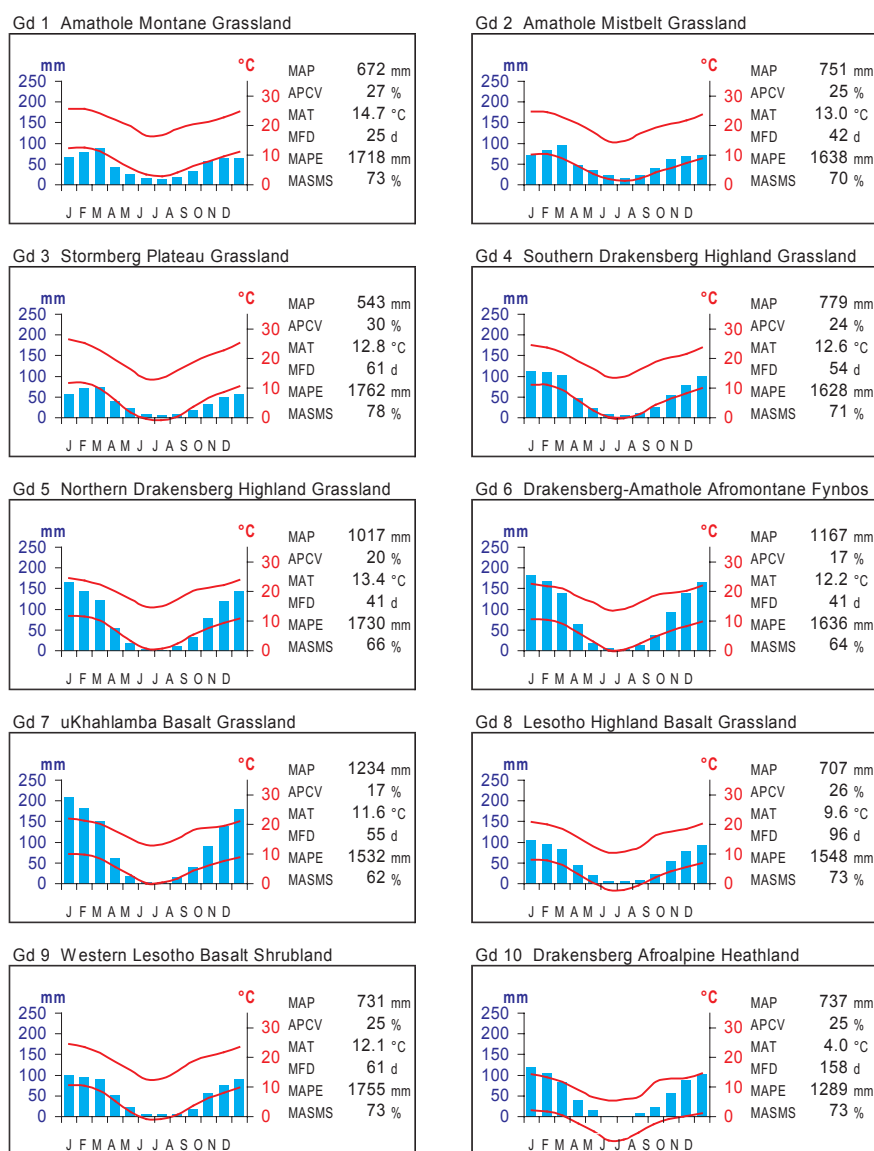 Gd 1 Amathole Montane Grassland
mm °C
250
200
150
100
50
0
30
20
10
0
J F M A M J J A S O N D
MAP 672 mm
APCV 27 %
MAT 14.7 °C
MFD 25 d
MAPE 1718 mm
MASMS 73 %
Gd 2 Amathole Mistbelt Grassland
mm °C
250
200
150
100
50
0
30
20
10
0
J F M A M J J A S O N D
MAP 751 mm
APCV 25 %
MAT 13.0 °C
MFD 42 d
MAPE 1638 mm
MASMS 70 %
Gd 3 Stormberg Plateau Grassland
mm °C
250
200
150
100
50
0
30
20
10
0
J F M A M J J A S O N D
MAP 543 mm
APCV 30 %
MAT 12.8 °C
MFD 61 d
MAPE 1762 mm
MASMS 78 %
Gd 4 Southern Drakensberg Highland Grassland
mm °C
250
200
150
100
50
0
30
20
10
0
J F M A M J J A S O N D
MAP 779 mm
APCV 24 %
MAT 12.6 °C
MFD 54 d
MAPE 1628 mm
MASMS 71 %
Gd 5 Northern Drakensberg Highland Grassland
mm °C
250
200
150
100
50
0
30
20
10
0
J F M A M J J A S O N D
MAP 1017 mm
APCV 20 %
MAT 13.4 °C
MFD 41 d
MAPE 1730 mm
MASMS 66 %
Gd 6 Drakensberg-Amathole Afromontane Fynbos
mm °C
250
200
150
100
50
0
30
20
10
0
J F M A M J J A S O N D
MAP 1167 mm
APCV 17 %
MAT 12.2 °C
MFD 41 d
MAPE 1636 mm
MASMS 64 %
Gd 7 uKhahlamba Basalt Grassland
mm °C
250
200
150
100
50
0
30
20
10
0
J F M A M J J A S O N D
MAP 1234 mm
APCV 17 %
MAT 11.6 °C
MFD 55 d
MAPE 1532 mm
MASMS 62 %
Gd 8 Lesotho Highland Basalt Grassland
mm °C
250
200
150
100
50
0
30
20
10
0
J F M A M J J A S O N D
MAP 707 mm
APCV 26 %
MAT 9.6 °C
MFD 96 d
MAPE 1548 mm
MASMS 73 %
Gd 9 Western Lesotho Basalt Shrubland
mm °C
250
200
150
100
50
0
30
20
10
0
J F M A M J J A S O N D
MAP 731 mm
APCV 25 %
MAT 12.1 °C
MFD 61 d
MAPE 1755 mm
MASMS 73 %
Gd 10 Drakensberg Afroalpine Heathland
mm °C
250
200
150
100
50
0
30
20
10
0
J F M A M J J A S O N D
MAP 737 mm
APCV 25 %
MAT 4.0 °C
MFD 158 d
MAPE 1289 mm
MASMS 73 %